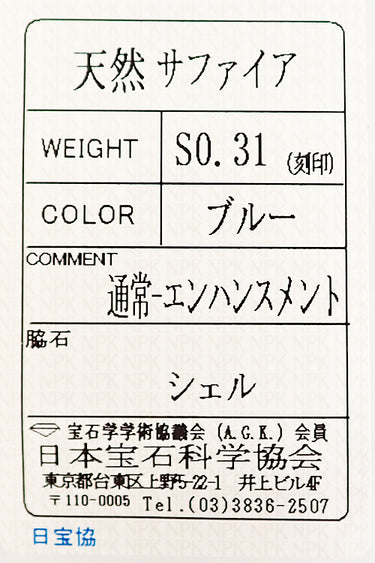 天然 サファイア
WEIGHT S0.31 (刻印)
COLOR ブルー
COMMENT
通常-エンハンスメント
脇石
シェル
宝石学学術協議会 (A.G.K.) 会員
日本宝石科学協会
東京都台東区上野5-22-1 井上ビル4F
〒110-0005 Tel.(03)3836-2507
日宝協